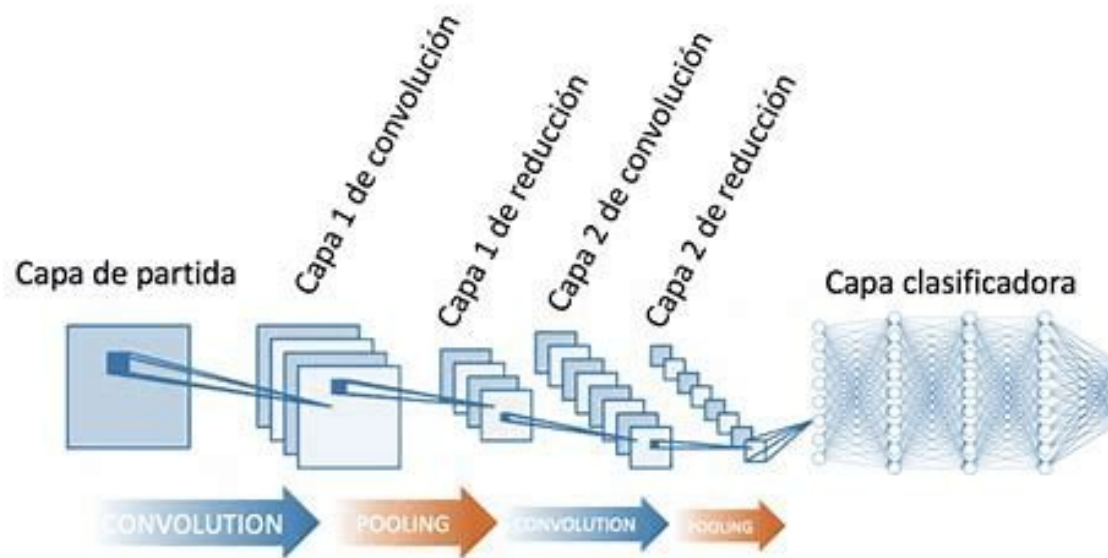 Capa de partida
Capa 1 de convolución
Capa 1 de reducción
Capa 2 de convolución
Capa 2 de reducción
Capa clasificadora
CONVOLUTION
POOLING
CONVOLUTION
POOLING